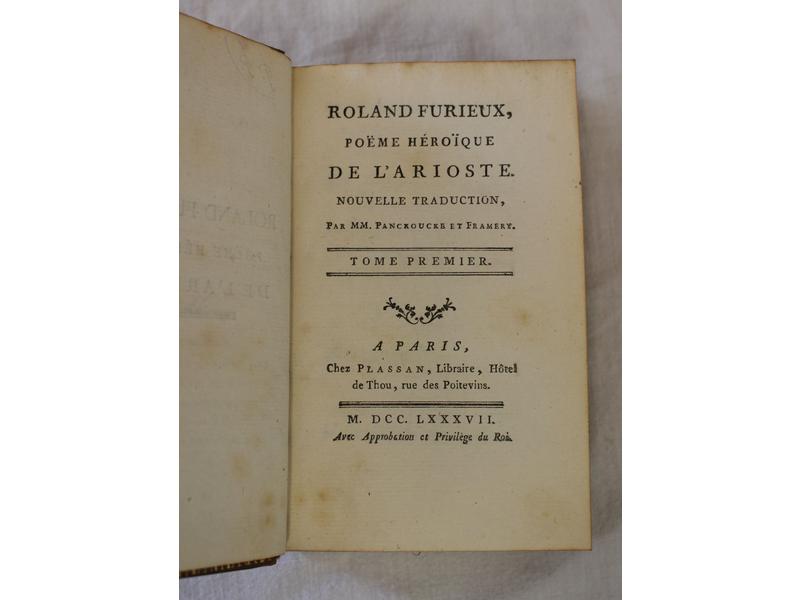 ROLAND FURIEUX,
POËME HÉROÏQUE
DE L'ARIOSTE.
NOUVELLE TRADUCTION,
PAR MM. PANCKOUCKE ET FRAMERY.
TOME PREMIER.
A PARIS,
Chez PLASSAN, Libraire, Hôtel
de Thou, rue des Poitevins.
M. DCC. LXXXVII.
Avec Approbation et Privilège du Roi.